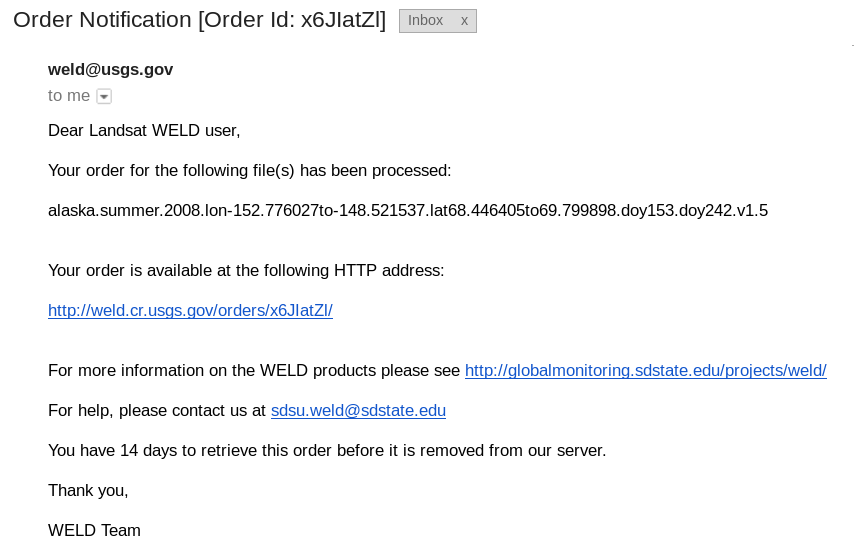 Order Notification [Order Id: x6JIatZl] Inbox x
weld@usgs.gov
to me
Dear Landsat WELD user,
Your order for the following file(s) has been processed:
alaska.summer.2008.lon-152.776027to-148.521537.lat68.446405to69.799898.doy153.doy242.v1.5
Your order is available at the following HTTP address:
http://weld.cr.usgs.gov/orders/x6JIatZl/
For more information on the WELD products please see http://globalmonitoring.sdstate.edu/projects/weld/
For help, please contact us at sdsu.weld@sdstate.edu
You have 14 days to retrieve this order before it is removed from our server.
Thank you,
WELD Team